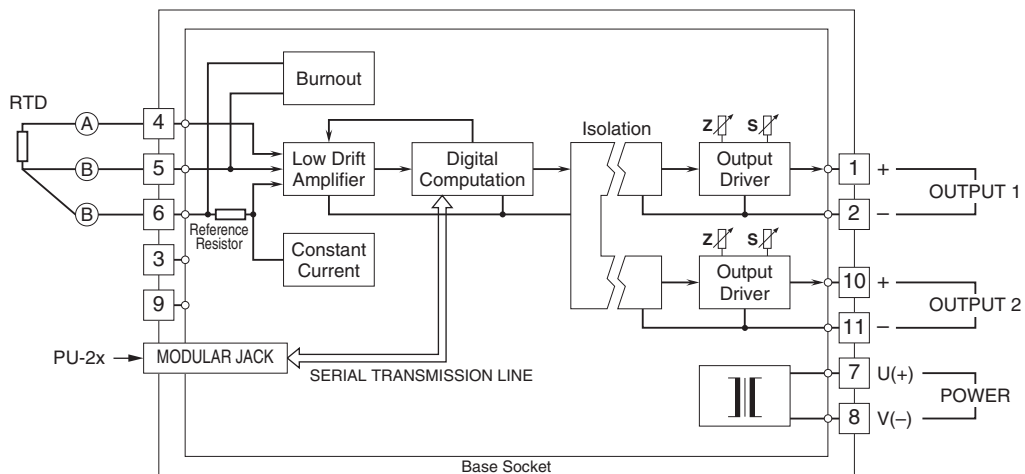 RTD
A
B
B
4
5
6
3
9
Burnout
Low Drift
Amplifier
Digital
Computation
Reference
Resistor
Constant
Current
Isolation
Z
S
Output
Driver
Z
S
Output
Driver
1
+
2
–
OUTPUT 1
10
+
11
–
OUTPUT 2
PU-2x
MODULAR JACK
SERIAL TRANSMISSION LINE
7
U(+)
8
V(–)
POWER
Base Socket